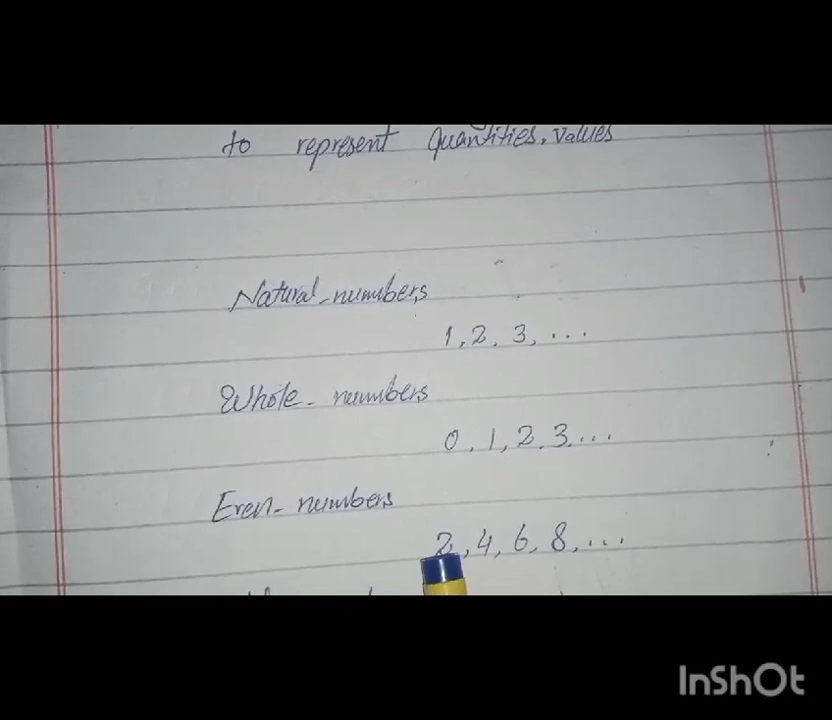 to represent Quantities, values
Natural-numbers
1, 2, 3, ...
Whole-numbers
0, 1, 2, 3, ...
Even-numbers
2, 4, 6, 8, ...
InShOt